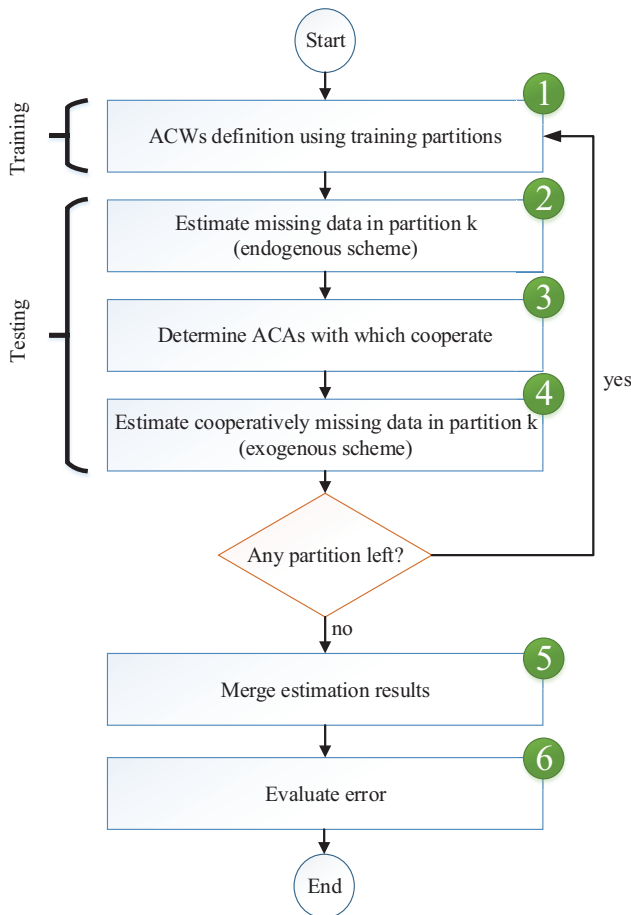 Start
Training
1
ACWs definition using training partitions
2
Estimate missing data in partition k
(endogenous scheme)
3
Testing
Determine ACAs with which cooperate
yes
4
Estimate cooperatively missing data in partition k
(exogenous scheme)
Any partition left?
no
5
Merge estimation results
6
Evaluate error
End